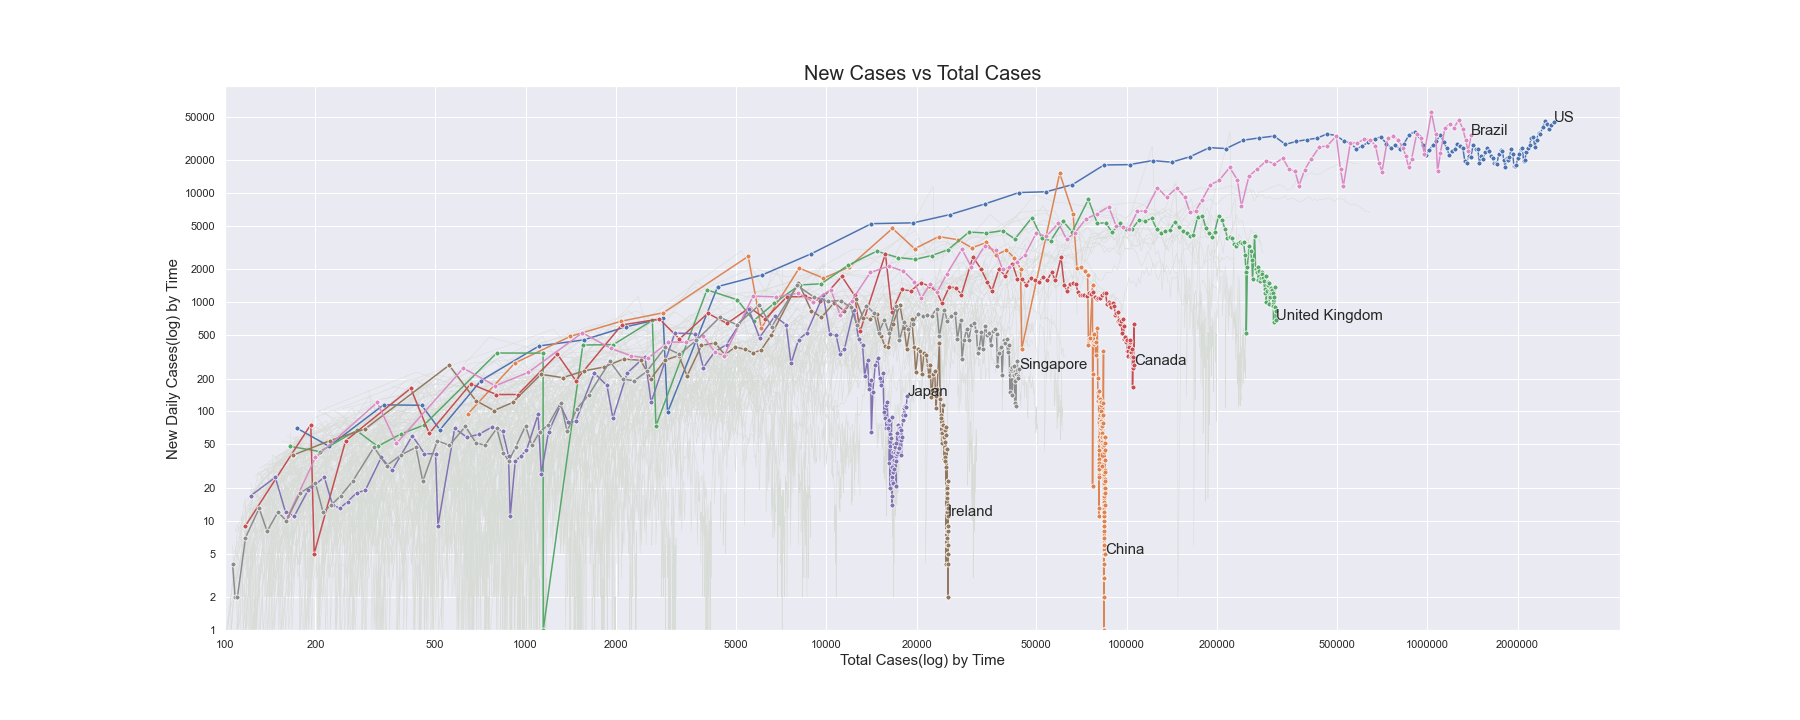 New Cases vs Total Cases
New Daily Cases(log) by Time
50000
20000
10000
5000
2000
1000
500
200
100
50
20
10
5
2
1
US
Brazil
United Kingdom
Canada
Singapore
Japan
Ireland
China
100
200
500
1000
2000
5000
10000
20000
50000
100000
200000
500000
1000000
2000000
Total Cases(log) by Time